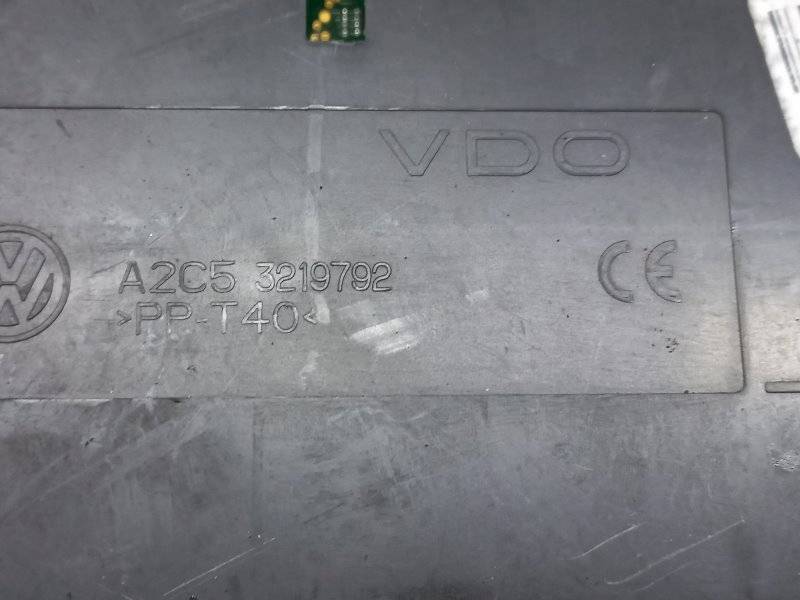 VDO
A2C5 3219792
CE
>PP-T40<